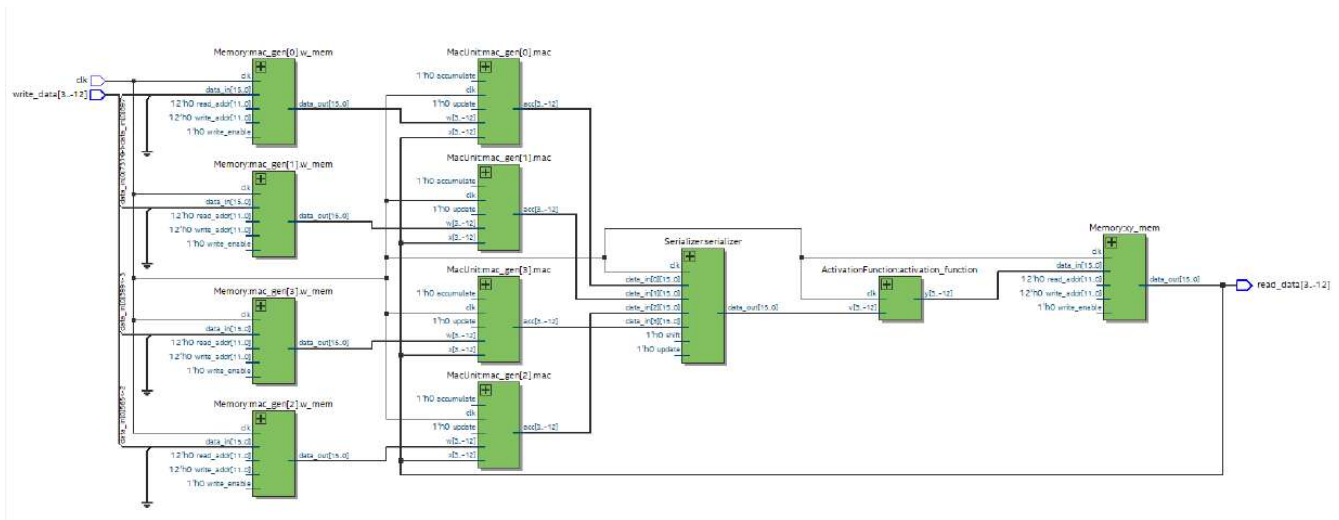 clk
write_data[3..-12]
Memory:mac_gen[0].w_mem
clk
data_in[15..0]
12'h0 read_addr[11..0]
12'h0 write_addr[11..0]
1'h0 write_enable
data_out[15..0]
Memory:mac_gen[1].w_mem
clk
data_in[15..0]
12'h0 read_addr[11..0]
12'h0 write_addr[11..0]
1'h0 write_enable
data_out[15..0]
Memory:mac_gen[3].w_mem
clk
data_in[15..0]
12'h0 read_addr[11..0]
12'h0 write_addr[11..0]
1'h0 write_enable
data_out[15..0]
Memory:mac_gen[2].w_mem
clk
data_in[15..0]
12'h0 read_addr[11..0]
12'h0 write_addr[11..0]
1'h0 write_enable
data_out[15..0]
MacUnit:mac_gen[0].mac
1'h0 accumulate
clk
1'h0 update
w[3..-12]
x[3..-12]
acc[3..-12]
MacUnit:mac_gen[1].mac
1'h0 accumulate
clk
1'h0 update
w[3..-12]
x[3..-12]
acc[3..-12]
MacUnit:mac_gen[3].mac
1'h0 accumulate
clk
1'h0 update
w[3..-12]
x[3..-12]
acc[3..-12]
MacUnit:mac_gen[2].mac
1'h0 accumulate
clk
1'h0 update
w[3..-12]
x[3..-12]
acc[3..-12]
Serializer:serializer
clk
data_in[0][15..0]
data_in[1][15..0]
data_in[2][15..0]
data_in[3][15..0]
1'h0 shift
1'h0 update
data_out[15..0]
ActivationFunction:activation_function
clk
v[3..-12]
y[3..-12]
Memory:xy_mem
clk
data_in[15..0]
12'h0 read_addr[11..0]
12'h0 write_addr[11..0]
1'h0 write_enable
data_out[15..0]
read_data[3..-12]